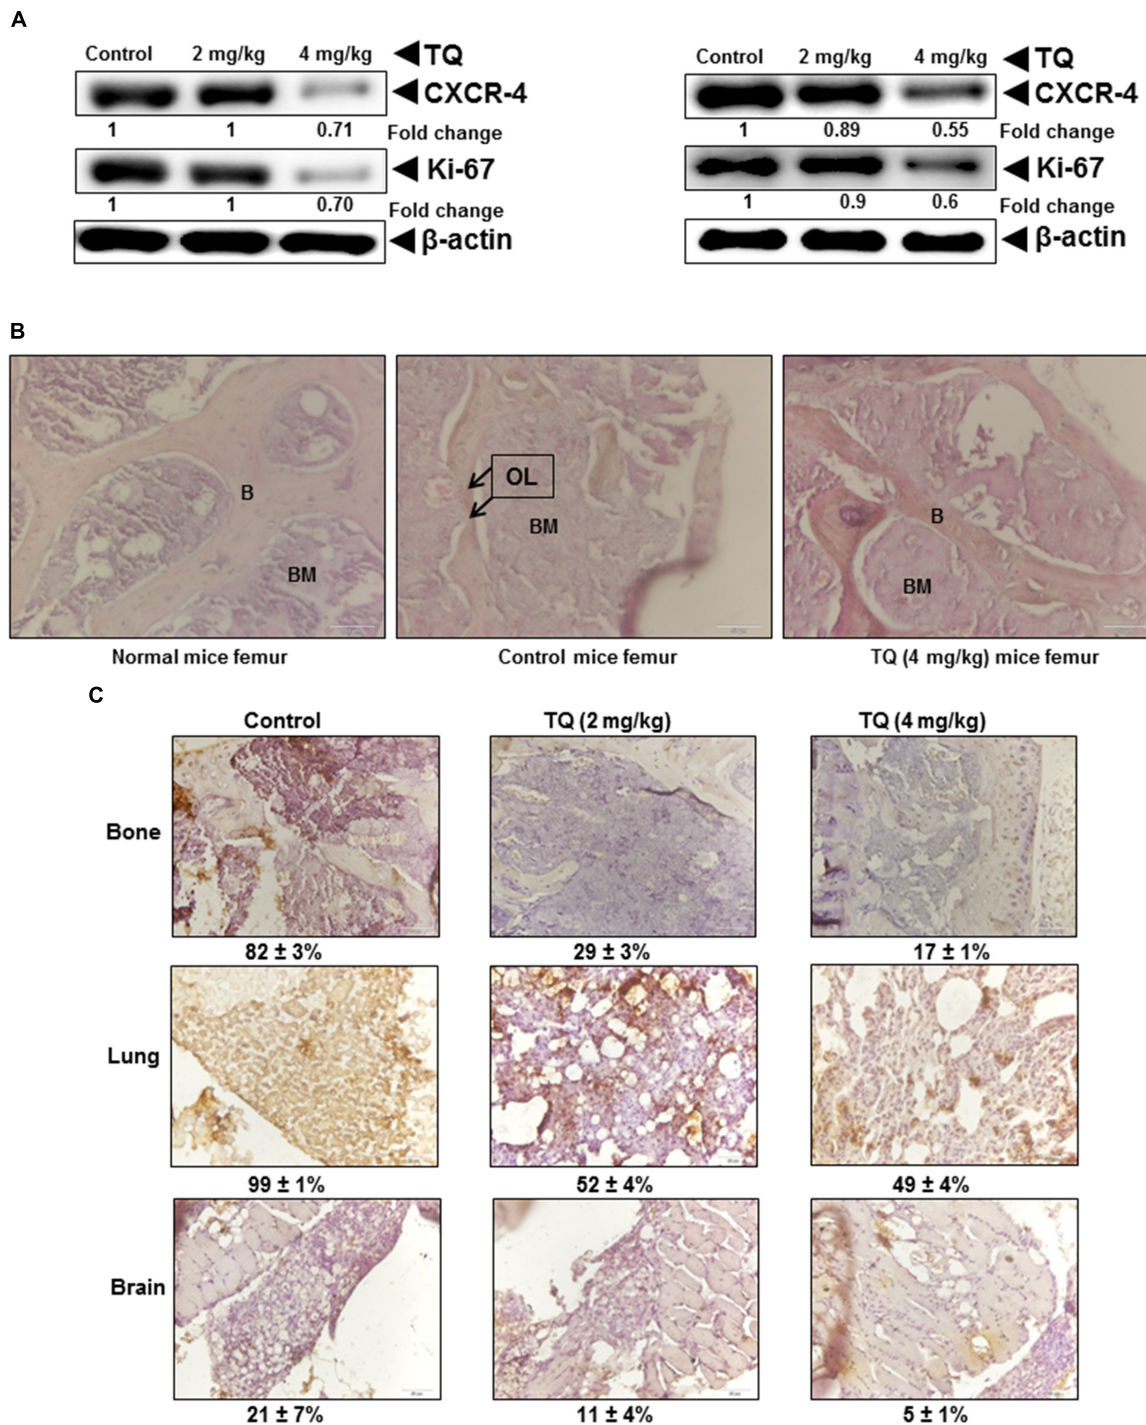 A
Control 2 mg/kg 4 mg/kg TQ
CXCR-4
1 1 0.71 Fold change
Ki-67
1 1 0.70 Fold change
β-actin
Control 2 mg/kg 4 mg/kg TQ
CXCR-4
1 0.89 0.55 Fold change
Ki-67
1 0.9 0.6 Fold change
β-actin
B
B
BM
OL
BM
B
BM
Normal mice femur Control mice femur TQ (4 mg/kg) mice femur
C
Control TQ (2 mg/kg) TQ (4 mg/kg)
Bone
82 ± 3% 29 ± 3% 17 ± 1%
Lung
99 ± 1% 52 ± 4% 49 ± 4%
Brain
21 ± 7% 11 ± 4% 5 ± 1%